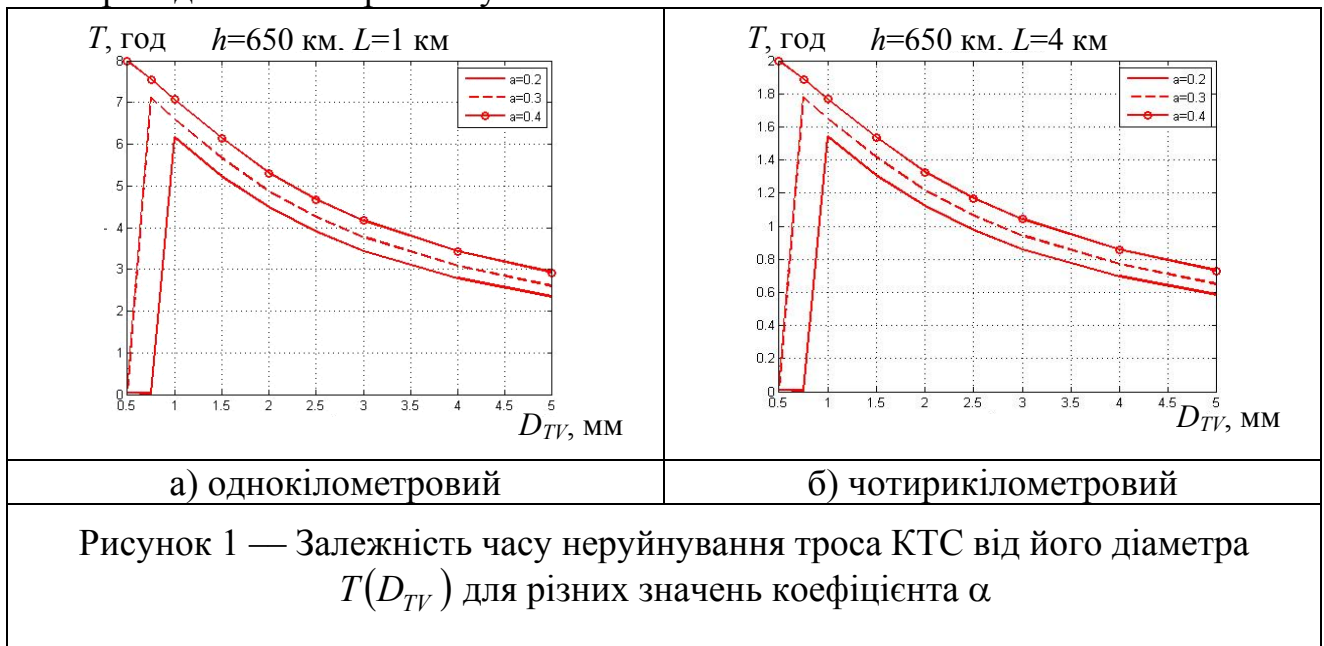 T, год h=650 км, L=1 км
8
7
6
5
- 4
3
2
1
0
0.5 1 1.5 2 2.5 3 3.5 4 4.5 5
a=0.2
a=0.3
a=0.4
D_TV, мм
T, год h=650 км, L=4 км
2
1.8
1.6
1.4
1.2
1
0.8
0.6
0.4
0.2
0
0.5 1 1.5 2 2.5 3 3.5 4 4.5 5
a=0.2
a=0.3
a=0.4
D_TV, мм
а) однокілометровий
б) чотирикілометровий
Рисунок 1 — Залежність часу неруйнування троса КТС від його діаметра
T(D_TV) для різних значень коефіцієнта α